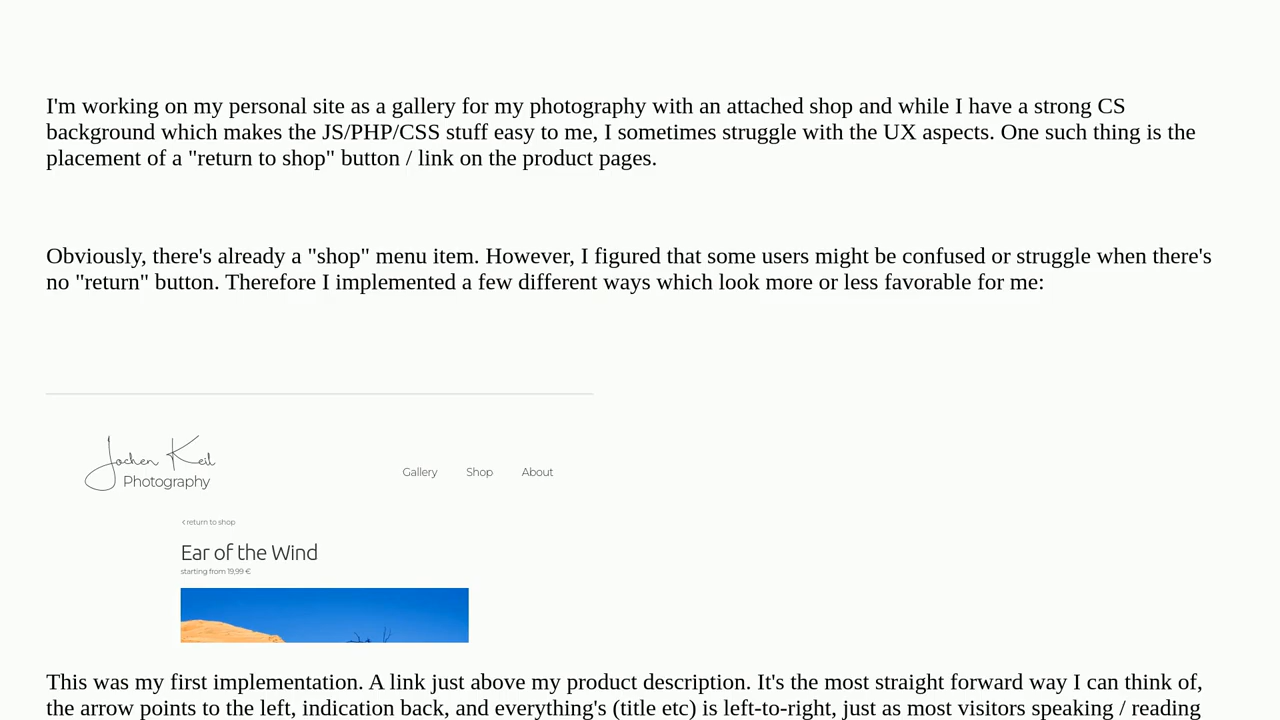 I'm working on my personal site as a gallery for my photography with an attached shop and while I have a strong CS
background which makes the JS/PHP/CSS stuff easy to me, I sometimes struggle with the UX aspects. One such thing is the
placement of a "return to shop" button / link on the product pages.
Obviously, there's already a "shop" menu item. However, I figured that some users might be confused or struggle when there's
no "return" button. Therefore I implemented a few different ways which look more or less favorable for me:
Jochen Keil
Photography
Gallery Shop About
‹ return to shop
Ear of the Wind
starting from 19,99 €
This was my first implementation. A link just above my product description. It's the most straight forward way I can think of,
the arrow points to the left, indication back, and everything's (title etc) is left-to-right, just as most visitors speaking / reading